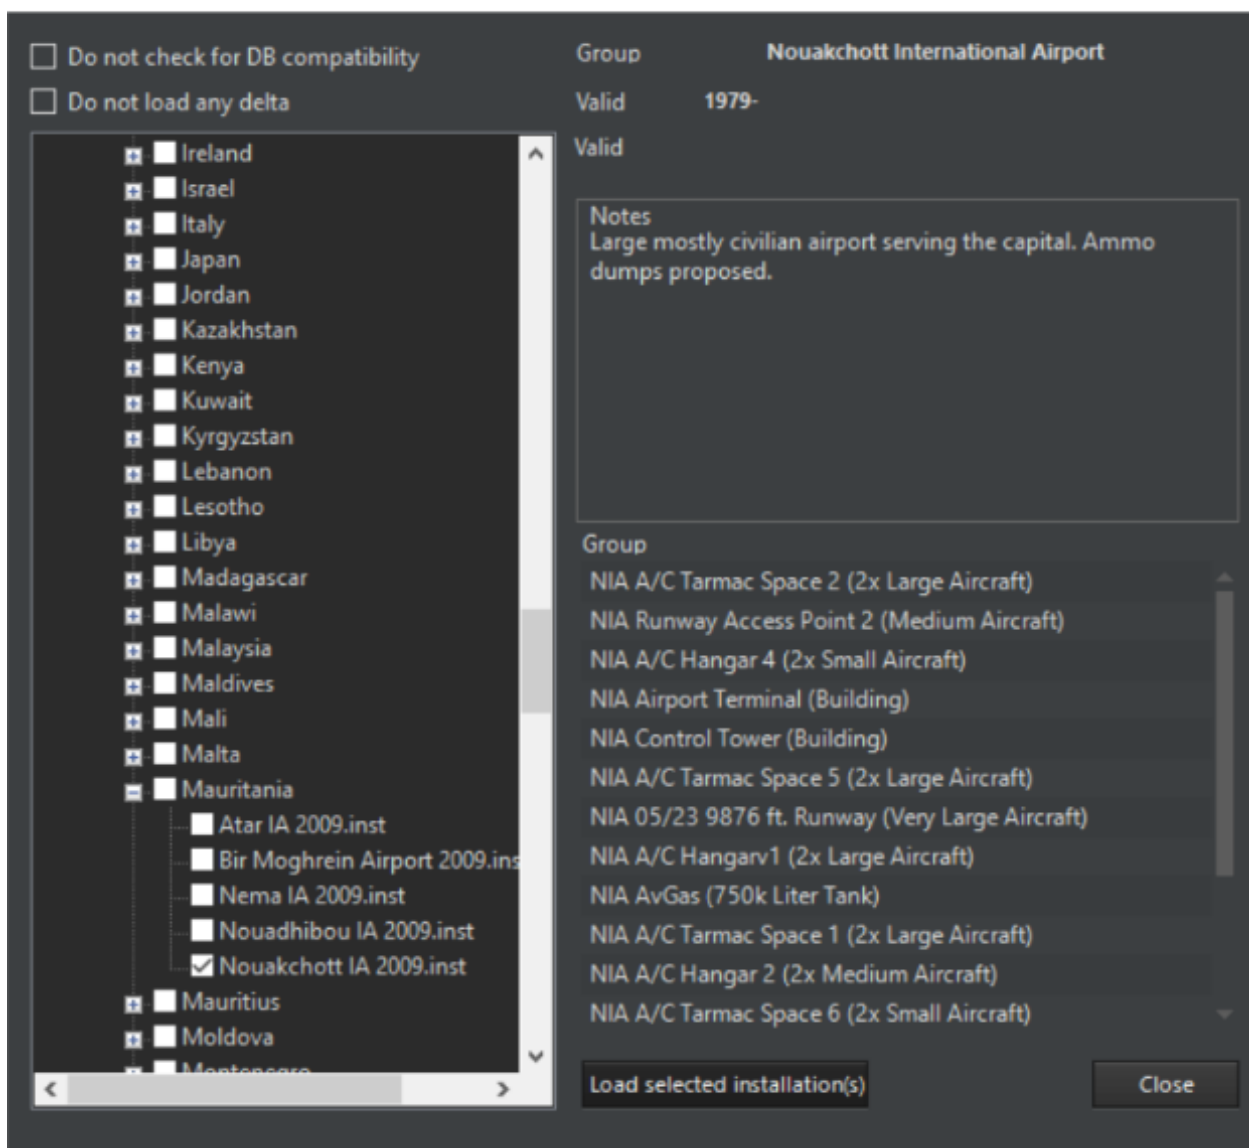 Do not check for DB compatibility
Do not load any delta
Ireland
Israel
Italy
Japan
Jordan
Kazakhstan
Kenya
Kuwait
Kyrgyzstan
Lebanon
Lesotho
Libya
Madagascar
Malawi
Malaysia
Maldives
Mali
Malta
Mauritania
Atar IA 2009.inst
Bir Moghrein Airport 2009.ins
Nema IA 2009.inst
Nouadhibou IA 2009.inst
Nouakchott IA 2009.inst
Mauritius
Moldova
Montenegro
Group Nouakchott International Airport
Valid 1979-
Valid
Notes
Large mostly civilian airport serving the capital. Ammo
dumps proposed.
Group
NIA A/C Tarmac Space 2 (2x Large Aircraft)
NIA Runway Access Point 2 (Medium Aircraft)
NIA A/C Hangar 4 (2x Small Aircraft)
NIA Airport Terminal (Building)
NIA Control Tower (Building)
NIA A/C Tarmac Space 5 (2x Large Aircraft)
NIA 05/23 9876 ft. Runway (Very Large Aircraft)
NIA A/C Hangarv1 (2x Large Aircraft)
NIA AvGas (750k Liter Tank)
NIA A/C Tarmac Space 1 (2x Large Aircraft)
NIA A/C Hangar 2 (2x Medium Aircraft)
NIA A/C Tarmac Space 6 (2x Small Aircraft)
Load selected installation(s)
Close